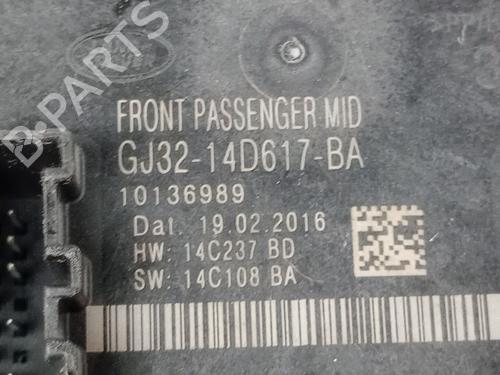 B-PARTS
FRONT PASSENGER MID
GJ32-14D617-BA
10136989
Dat. 19.02.2016
HW: 14C237 BD
SW: 14C108 BA